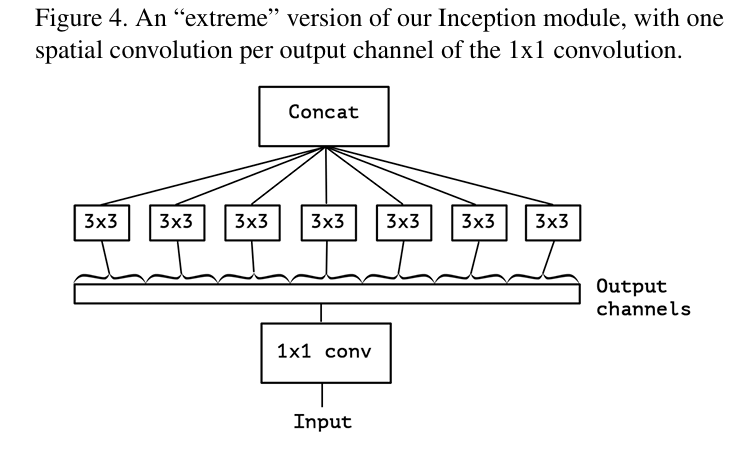 Figure 4. An “extreme” version of our Inception module, with one
spatial convolution per output channel of the 1x1 convolution.
Concat
3x3 3x3 3x3 3x3 3x3 3x3 3x3
Output
channels
1x1 conv
Input